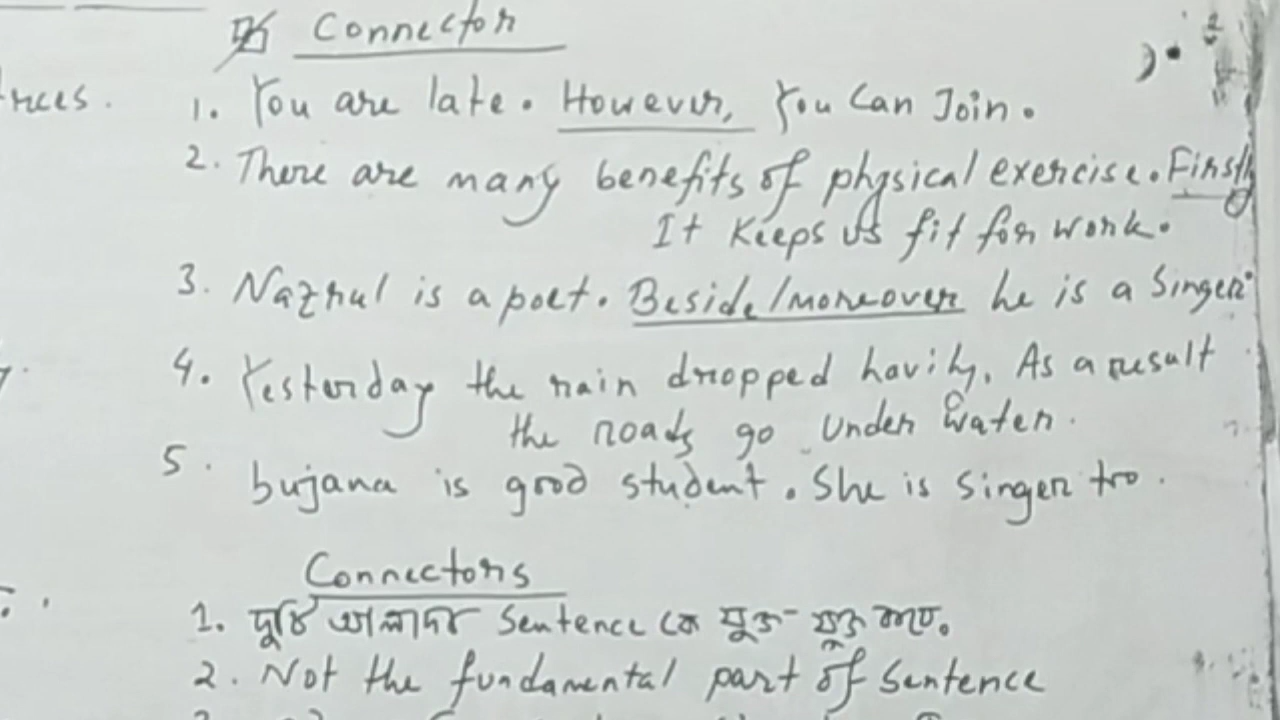 Connector
1. You are late. However, You Can Join.
2. There are many benefits of physical exercise. Firstly
It Keeps us fit for work.
3. Nazrul is a poet. Beside/moreover he is a Singer
4. Yesterday the rain dropped havily. As a result
the roads go under water.
5. bujana is good student. She is singer too.
Connectors
1. দুটি আলাদা Sentence কে যুক্ত করে।
2. Not the fundamental part of Sentence